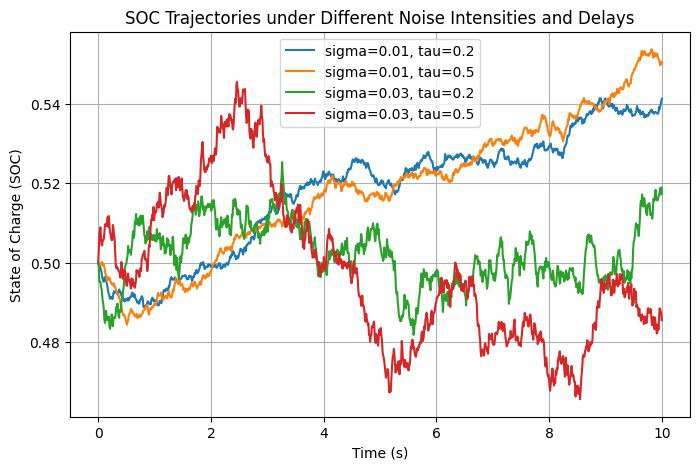 SOC Trajectories under Different Noise Intensities and Delays
sigma=0.01, tau=0.2
sigma=0.01, tau=0.5
sigma=0.03, tau=0.2
sigma=0.03, tau=0.5
State of Charge (SOC)
0.54
0.52
0.50
0.48
0 2 4 6 8 10
Time (s)